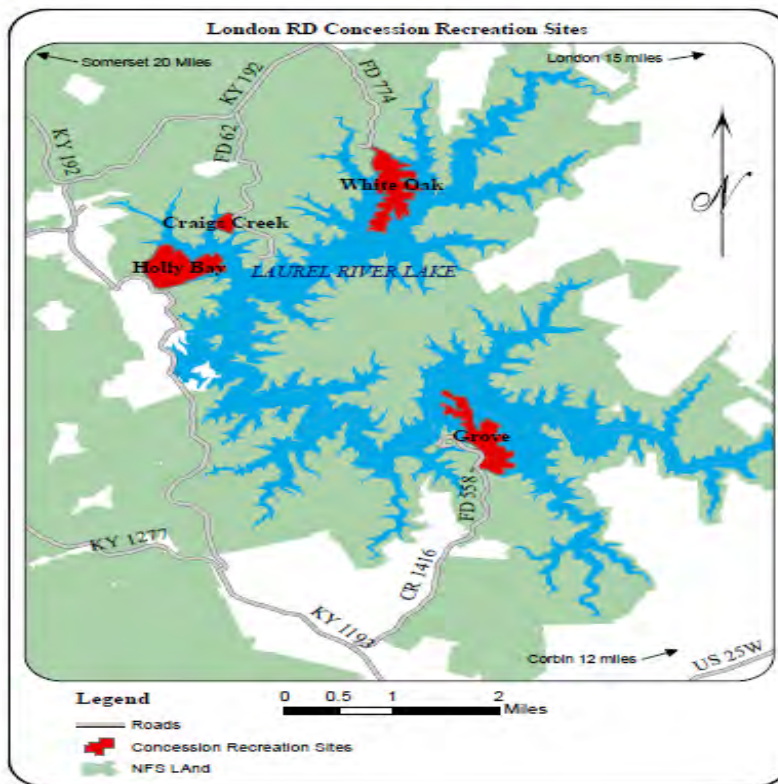 London RD Concession Recreation Sites
Somerset 20 Miles
London 15 miles
KY 192
FD 774
KY 192
FD 62
White Oak
N
Craigs Creek
Holly Bay
LAUREL RIVER LAKE
Grove
FD 558
KY 1277
CR 1416
KY 1193
Corbin 12 miles
US 25W
Legend
0 0.5 1 2
Miles
Roads
Concession Recreation Sites
NFS LAnd